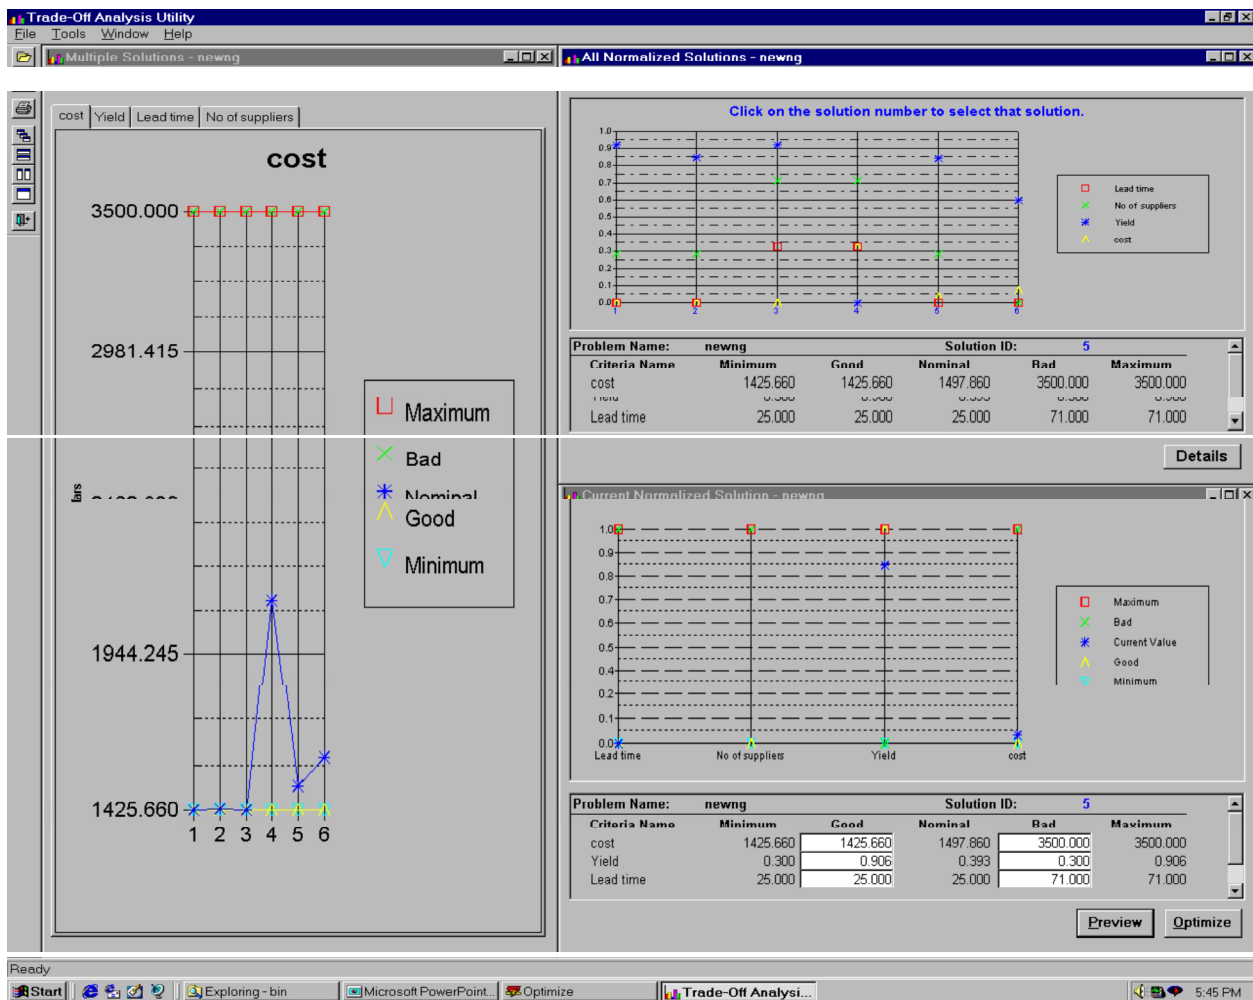 Trade-Off Analysis Utility
File Tools Window Help
Multiple Solutions - newng
All Normalized Solutions - newng
cost Yield Lead time No of suppliers
cost
3500.000
2981.415
1944.245
1425.660
1 2 3 4 5 6
Maximum
Bad
Nominal
Good
Minimum
Click on the solution number to select that solution.
1.0
0.9
0.8
0.7
0.6
0.5
0.4
0.3
0.2
0.1
0.0
1 2 3 4 5 6
Lead time
No of suppliers
Yield
cost
Problem Name: newng Solution ID: 5
Criteria Name Minimum Good Nominal Bad Maximum
cost 1425.660 1425.660 1497.860 3500.000 3500.000
Lead time 25.000 25.000 25.000 71.000 71.000
Details
Current Normalized Solution - newng
1.0
0.9
0.8
0.7
0.6
0.5
0.4
0.2
0.1
0.0
Lead time No of suppliers Yield cost
Maximum
Bad
Current Value
Good
Minimum
Problem Name: newng Solution ID: 5
Criteria Name Minimum Good Nominal Bad Maximum
cost 1425.660 1425.660 1497.860 3500.000 3500.000
Yield 0.300 0.906 0.393 0.300 0.906
Lead time 25.000 25.000 25.000 71.000 71.000
Preview Optimize
Ready
Start Exploring - bin Microsoft PowerPoint... Optimize Trade-Off Analysi... 5:45 PM